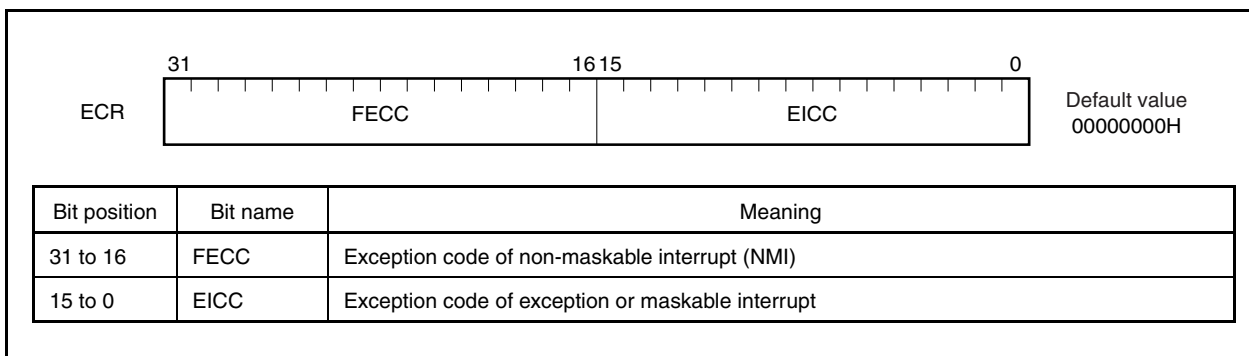 31 16 15 0
ECR FECC EICC Default value
00000000H
Bit position Bit name Meaning
31 to 16 FECC Exception code of non-maskable interrupt (NMI)
15 to 0 EICC Exception code of exception or maskable interrupt